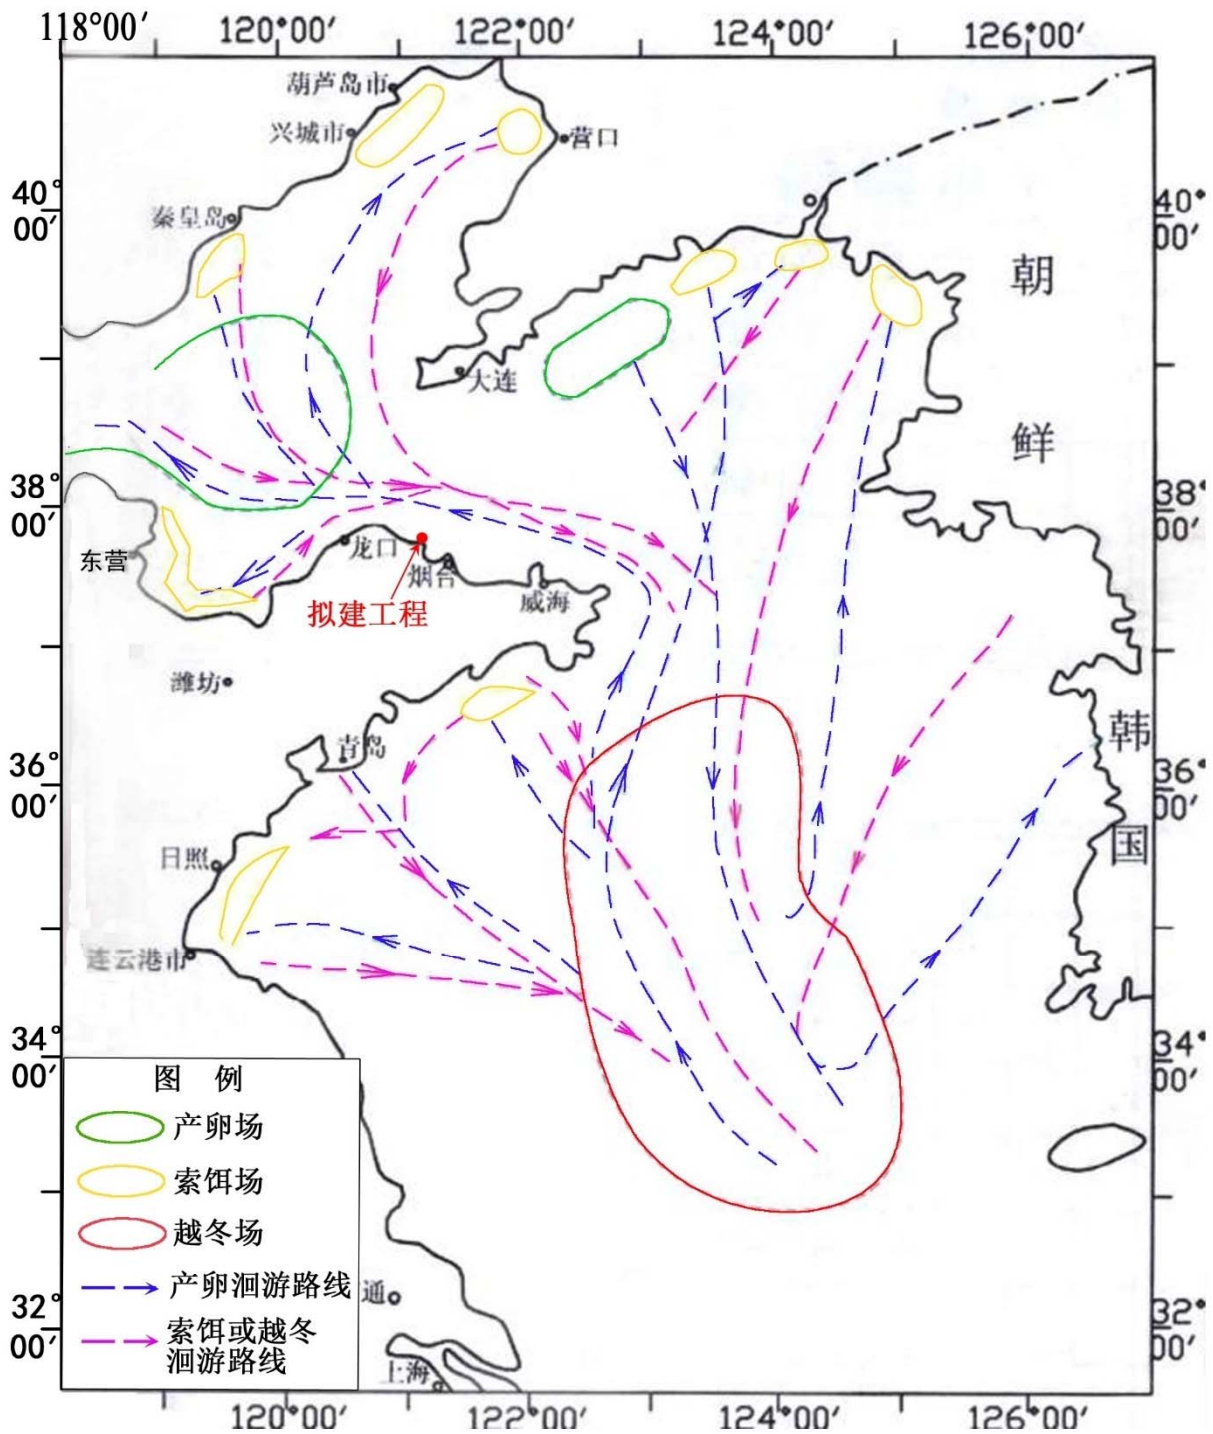 118°00′
120°00′
122°00′
124°00′
126°00′
葫芦岛市
兴城市
营口
40°
00′
40°
00′
秦皇岛
朝
大连
鲜
38°
00′
38°
00′
东营
龙口
烟台
威海
拟建工程
潍坊
青岛
韩
36°
00′
36°
00′
日照
国
连云港市
34°
00′
34°
00′
图 例
产卵场
索饵场
越冬场
产卵洄游路线
通
索饵或越冬
洄游路线
32°
00′
32°
00′
上海
120°00′
122°00′
124°00′
126°00′